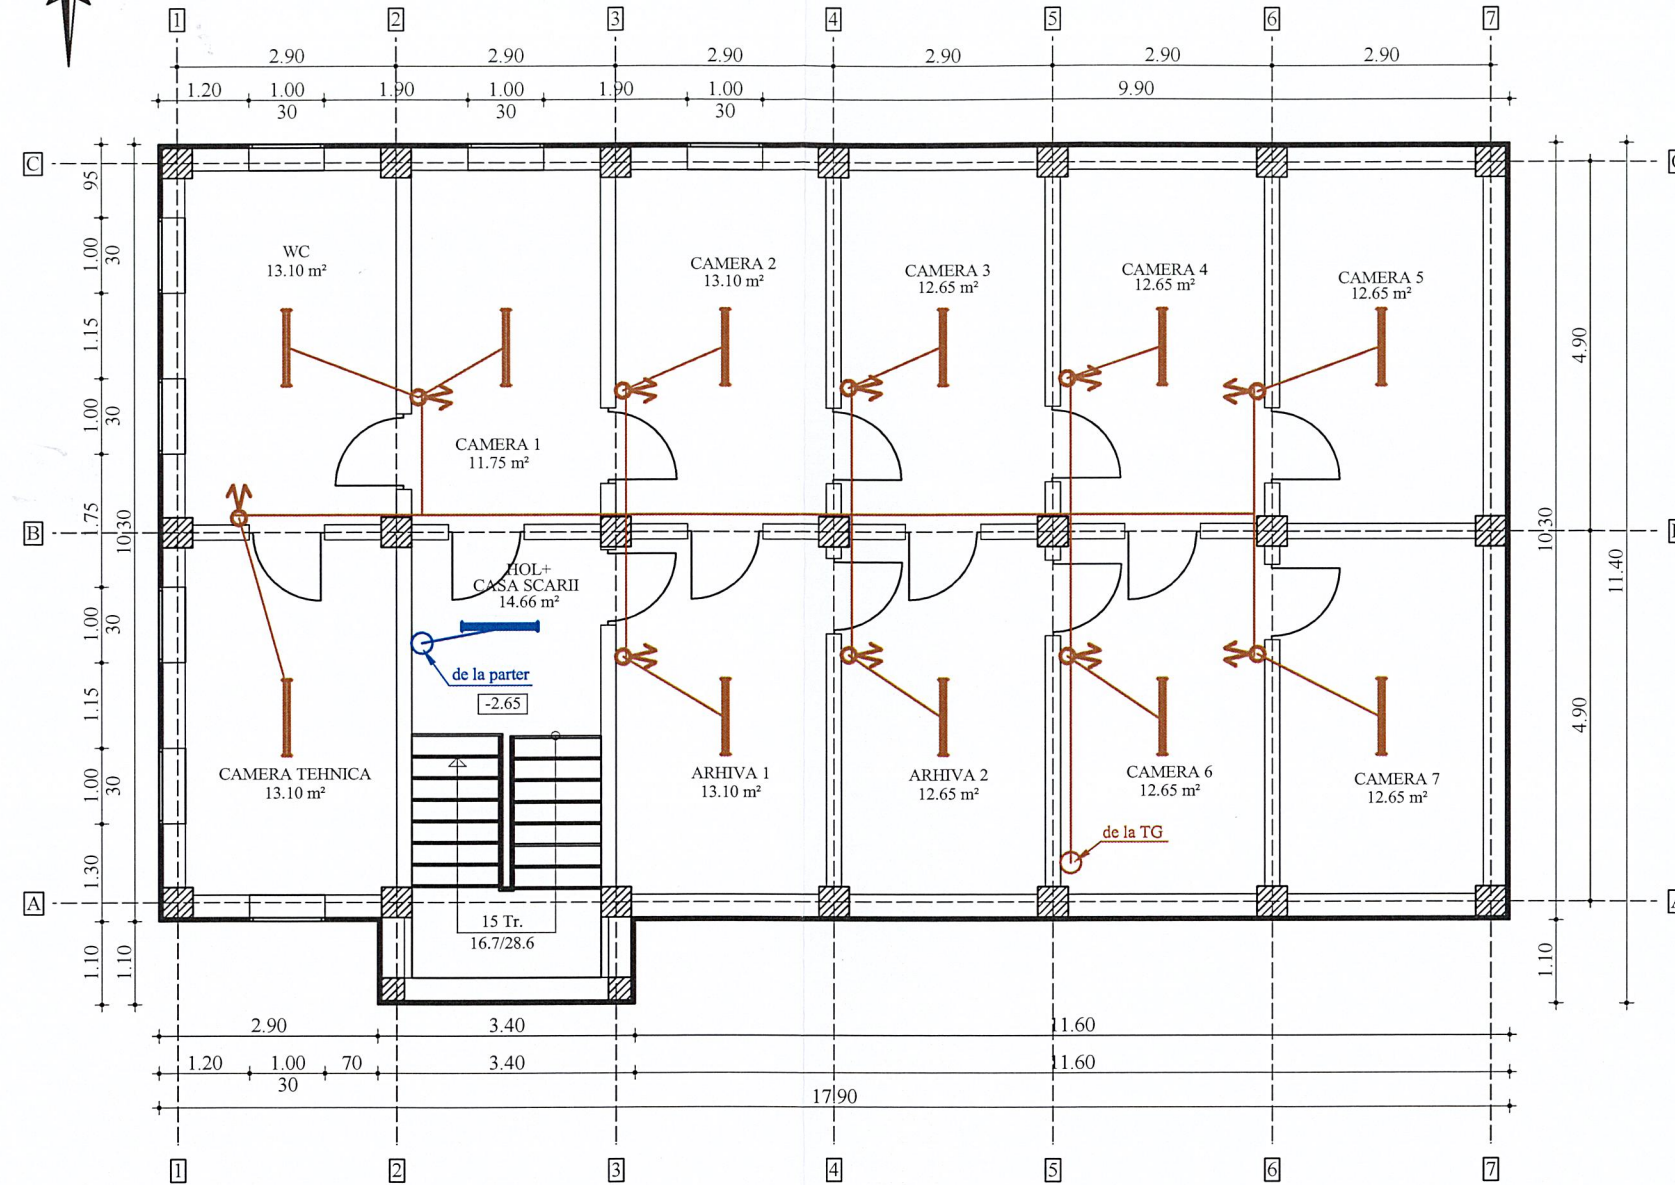 1 2 3 4 5 6 7
2.90 2.90 2.90 2.90 2.90 2.90
1.20 1.00 1.90 1.00 1.90 1.00 9.90
30 30 30
C
95
1.00
30
1.15
1.00
30
1.75
10.30
B
1.00
30
1.15
1.00
30
1.30
A
1.10
1.10
WC
13.10 m²
CAMERA 1
11.75 m²
CAMERA 2
13.10 m²
CAMERA 3
12.65 m²
CAMERA 4
12.65 m²
CAMERA 5
12.65 m²
HOL+
CASA SCARII
14.66 m²
de la parter
-2.65
CAMERA TEHNICA
13.10 m²
ARHIVA 1
13.10 m²
ARHIVA 2
12.65 m²
CAMERA 6
12.65 m²
CAMERA 7
12.65 m²
de la TG
15 Tr.
16.7/28.6
4.90
10.30
11.40
4.90
1.10
2.90 3.40 11.60
1.20 1.00 70 3.40 11.60
30
17.90
1 2 3 4 5 6 7